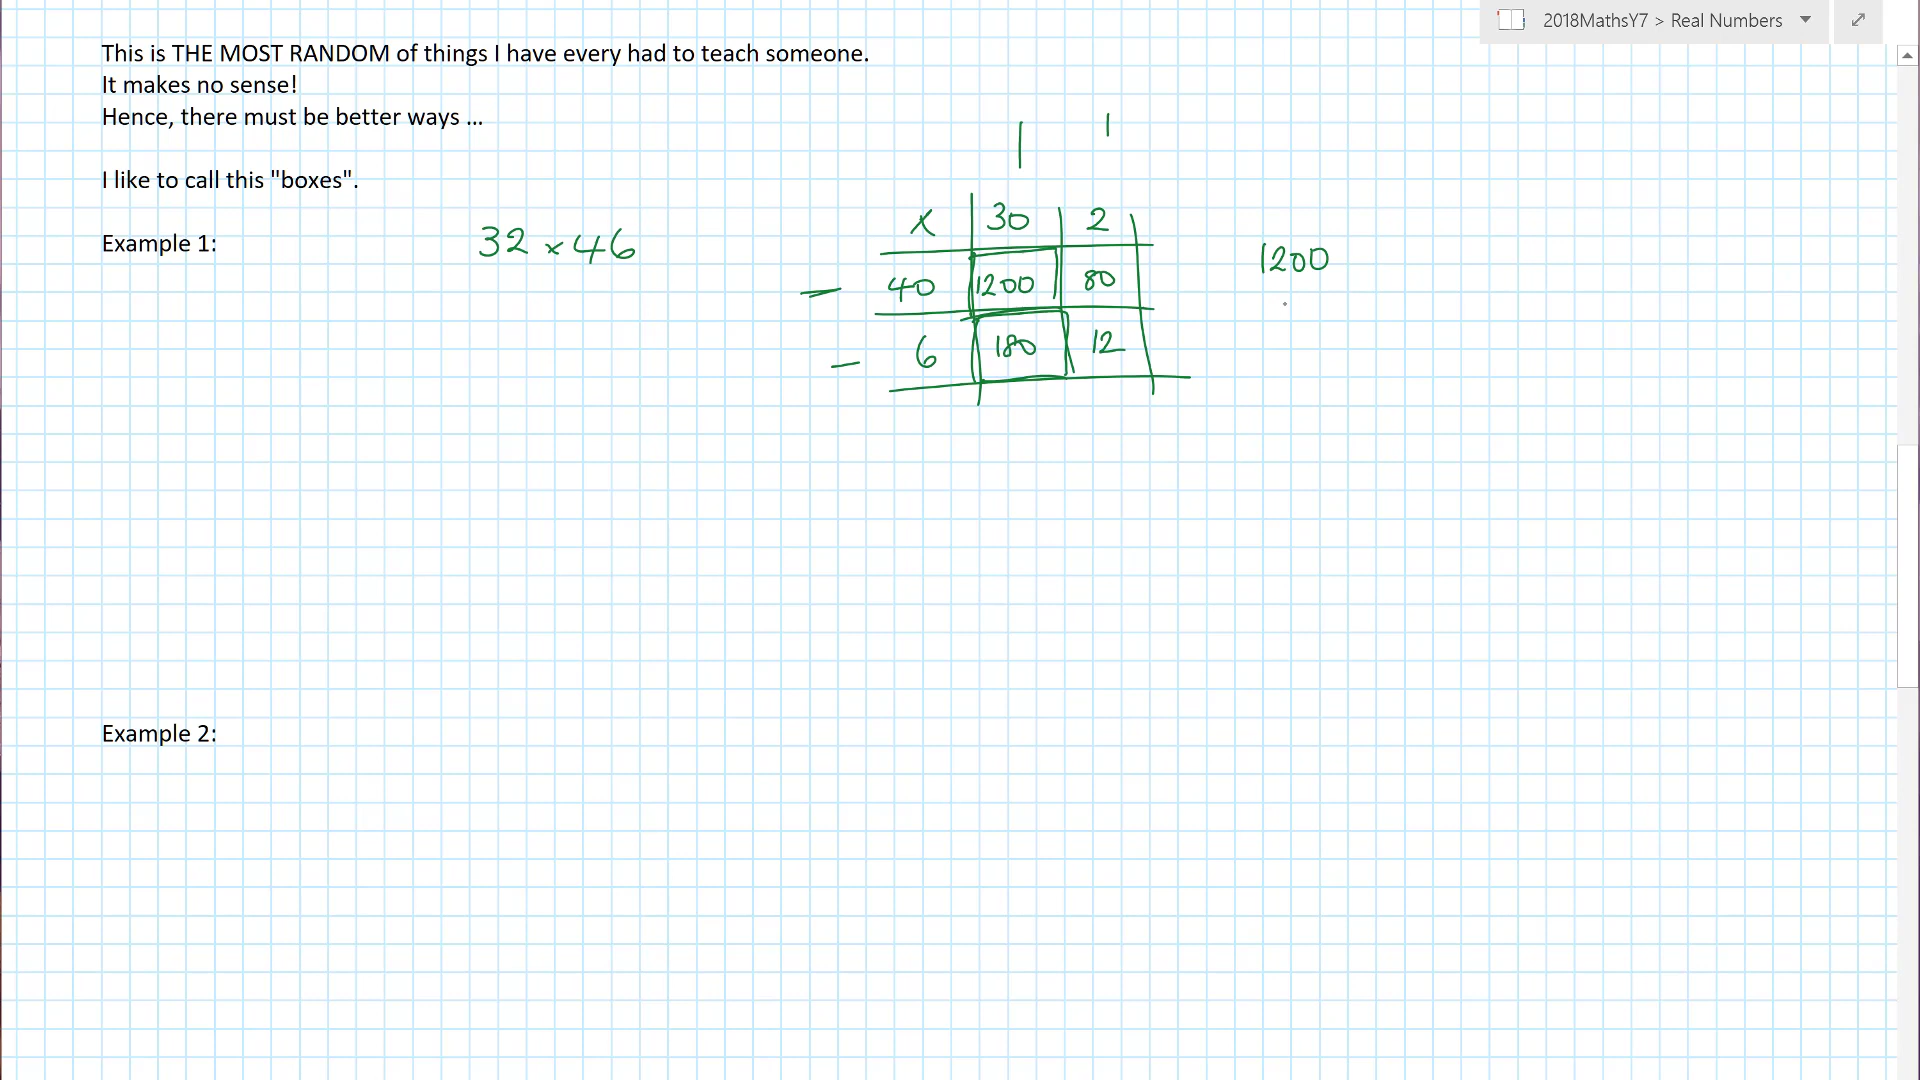 2018MathsY7 > Real Numbers
This is THE MOST RANDOM of things I have every had to teach someone.
It makes no sense!
Hence, there must be better ways ...
I like to call this "boxes".
Example 1:
32 × 46
× 30 2
40 1200 80
6 180 12
1200
Example 2: